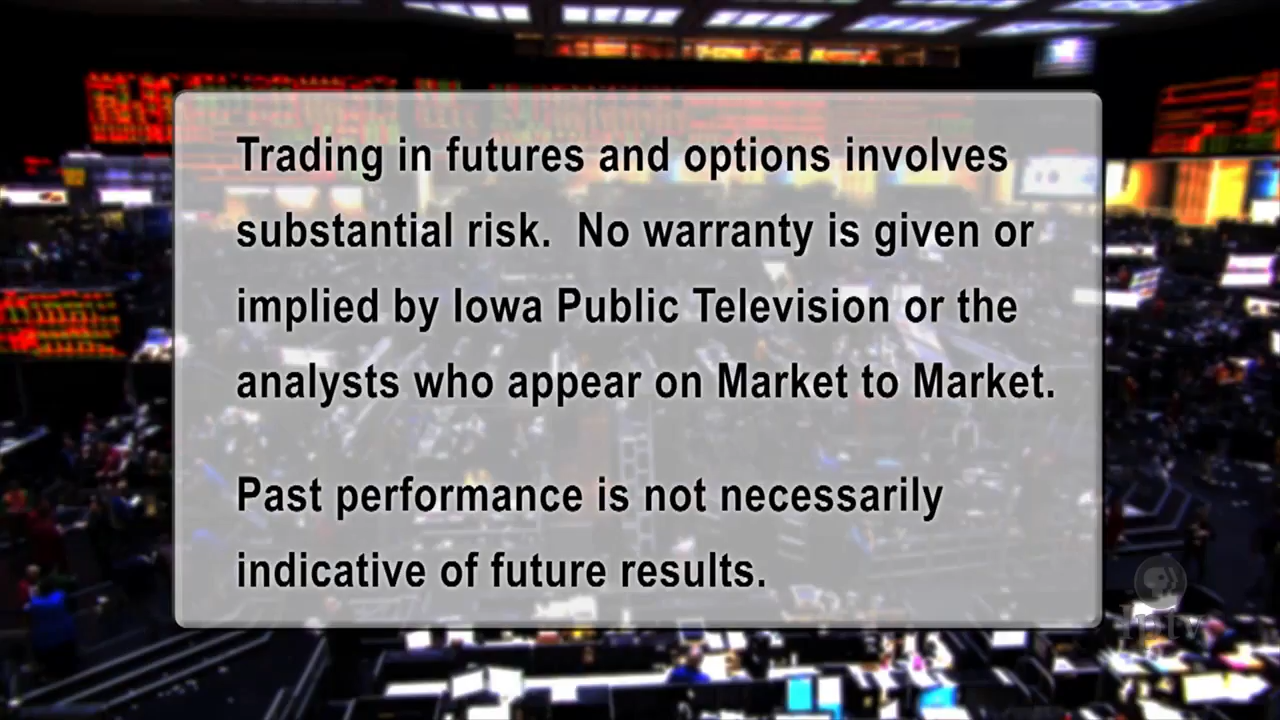 Trading in futures and options involves
substantial risk.  No warranty is given or
implied by Iowa Public Television or the
analysts who appear on Market to Market.
Past performance is not necessarily
indicative of future results.
iptv